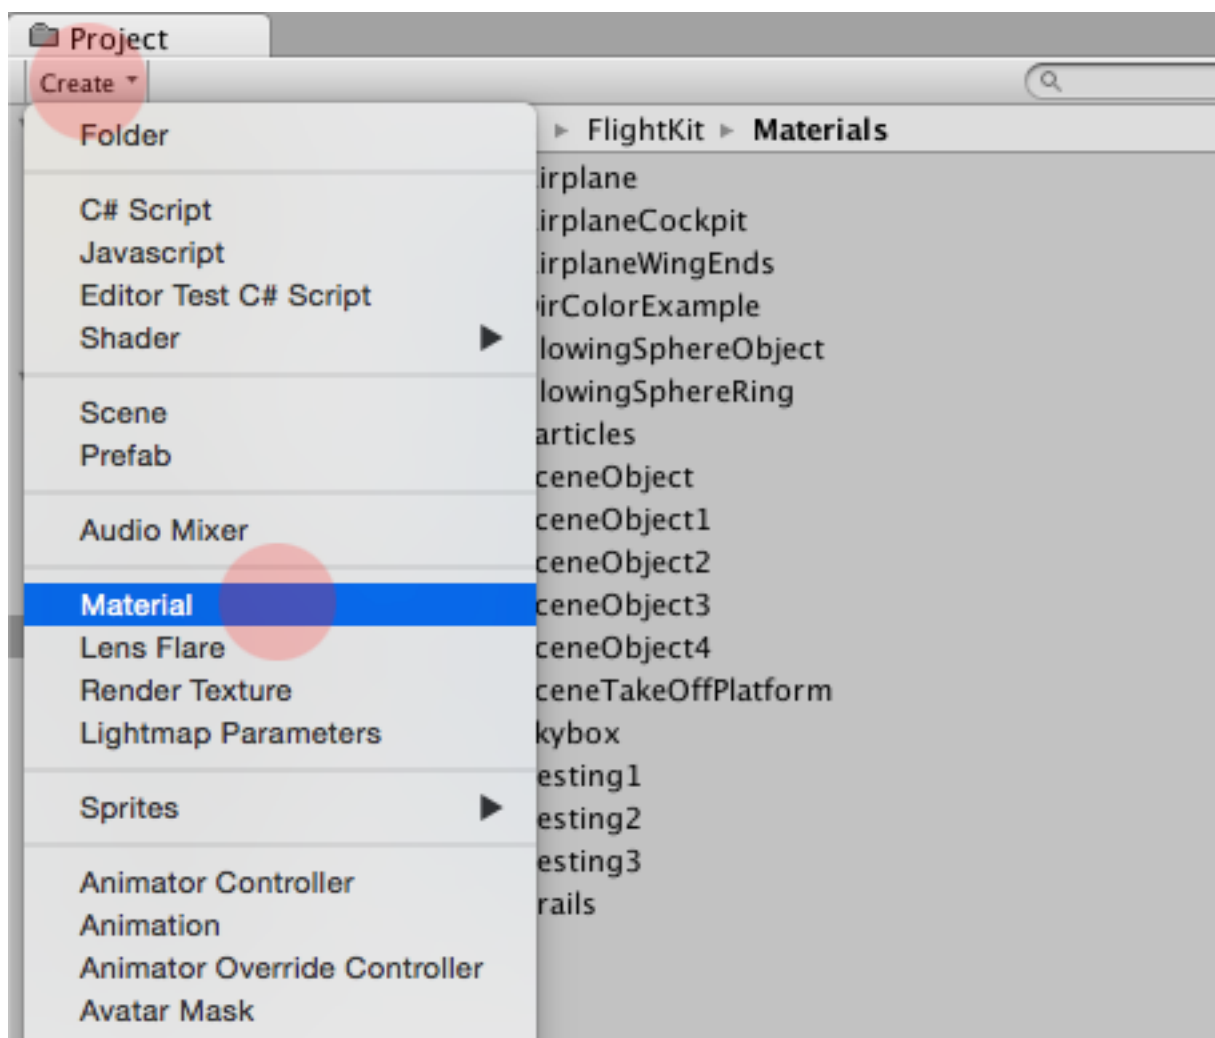 Project
Create
Folder
C# Script
Javascript
Editor Test C# Script
Shader
Scene
Prefab
Audio Mixer
Material
Lens Flare
Render Texture
Lightmap Parameters
Sprites
Animator Controller
Animation
Animator Override Controller
Avatar Mask
FlightKit ▸ Materials
irplane
irplaneCockpit
irplaneWingEnds
irColorExample
lowingSphereObject
lowingSphereRing
articles
ceneObject
ceneObject1
ceneObject2
ceneObject3
ceneObject4
ceneTakeOffPlatform
kybox
esting1
esting2
esting3
rails